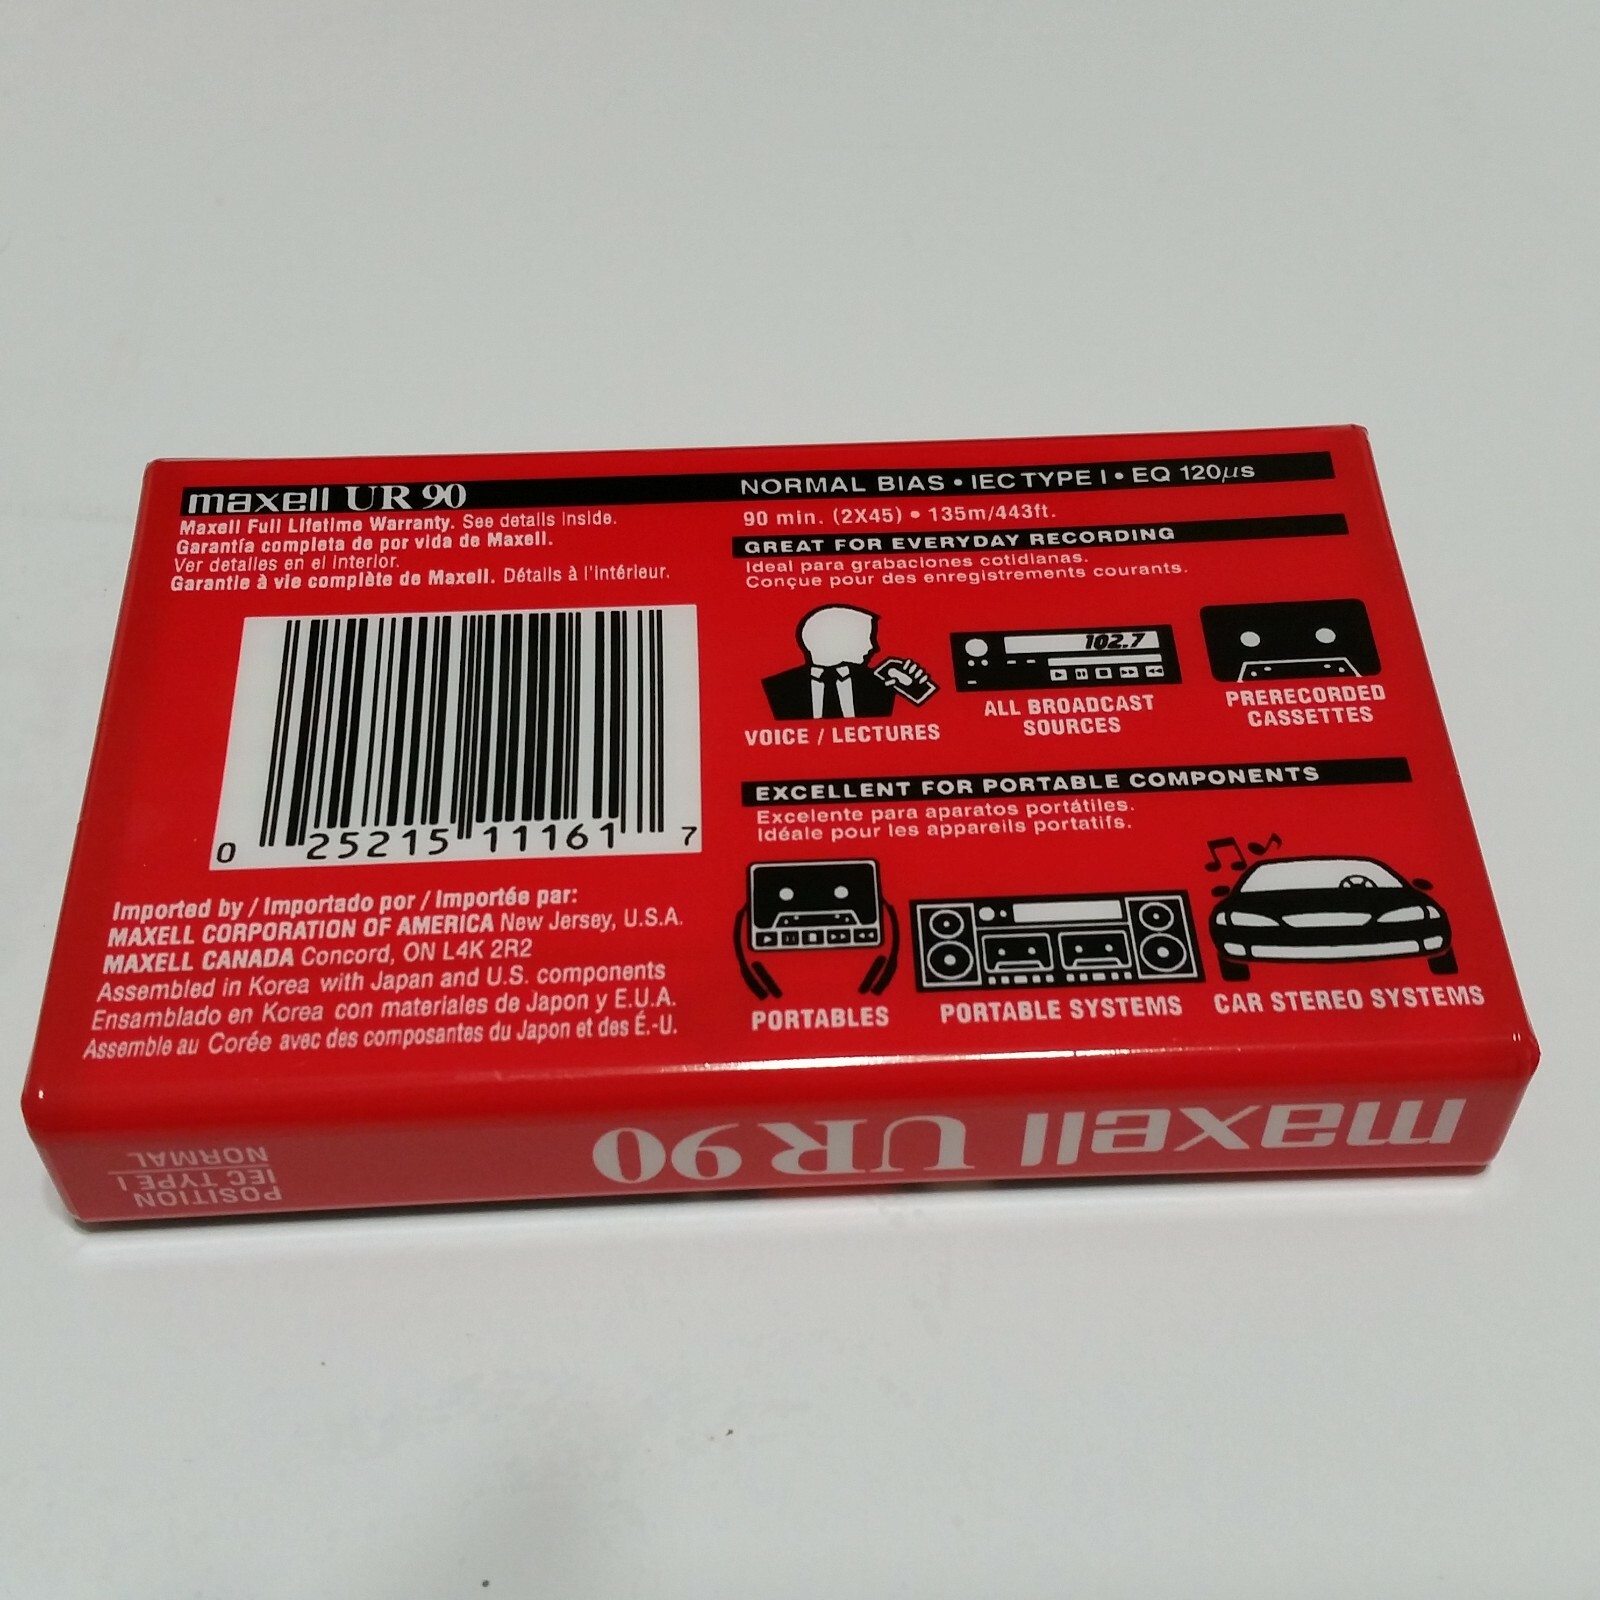 maxell UR 90
Maxell Full Lifetime Warranty. See details inside.
Garantía completa de por vida de Maxell.
Ver detalles en el interior.
Garantie à vie complète de Maxell. Détails à l'intérieur.
0 25215 11161 7
Imported by / Importado por / Importée par:
MAXELL CORPORATION OF AMERICA New Jersey, U.S.A.
MAXELL CANADA Concord, ON L4K 2R2
Assembled in Korea with Japan and U.S. components
Ensamblado en Korea con materiales de Japon y E.U.A.
Assemble au Corée avec des composantes du Japon et des É.-U.
NORMAL BIAS • IEC TYPE I • EQ 120µs
90 min. (2X45) • 135m/443ft.
GREAT FOR EVERYDAY RECORDING
Ideal para grabaciones cotidianas.
Conçue pour des enregistrements courants.
102.7
VOICE / LECTURES
ALL BROADCAST
SOURCES
PRERECORDED
CASSETTES
EXCELLENT FOR PORTABLE COMPONENTS
Excelente para aparatos portátiles.
Idéale pour les appareils portatifs.
PORTABLES
PORTABLE SYSTEMS
CAR STEREO SYSTEMS
maxell UR 90
POSITION
IEC TYPE I
NORMAL